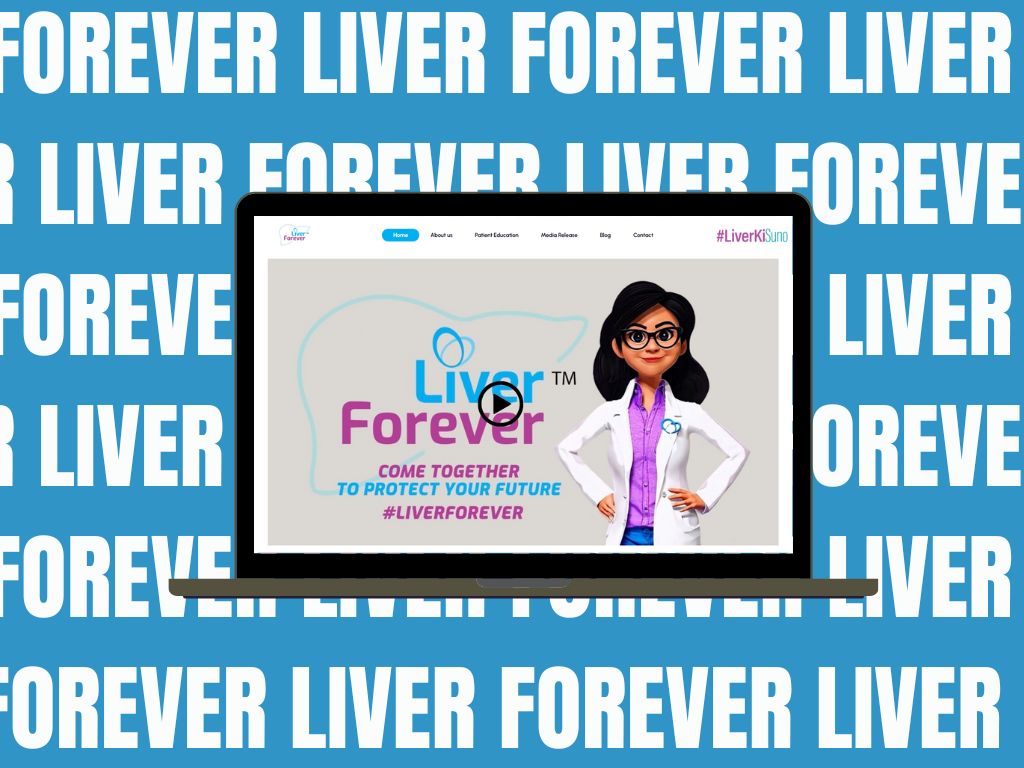 FOREVER LIVER FOREVER LIVER
R LIVER FOREVER LIVER FOREVE
Liver
Forever
Home
About us
Patient Education
Media Release
Blog
Contact
#LiverKiSuno
FOREVE
LIVER
Liver TM
Forever
R LIVER
OREVE
COME TOGETHER
TO PROTECT YOUR FUTURE
#LIVERFOREVER
FOREVER LIVER FOREVER LIVER
FOREVER LIVER FOREVER LIVER